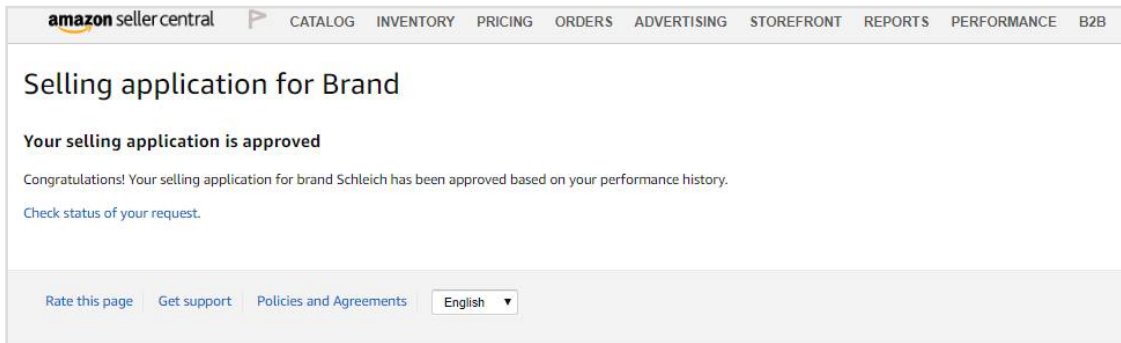 amazon seller central CATALOG INVENTORY PRICING ORDERS ADVERTISING STOREFRONT REPORTS PERFORMANCE B2B
Selling application for Brand
Your selling application is approved
Congratulations! Your selling application for brand Schleich has been approved based on your performance history.
Check status of your request.
Rate this page Get support Policies and Agreements English